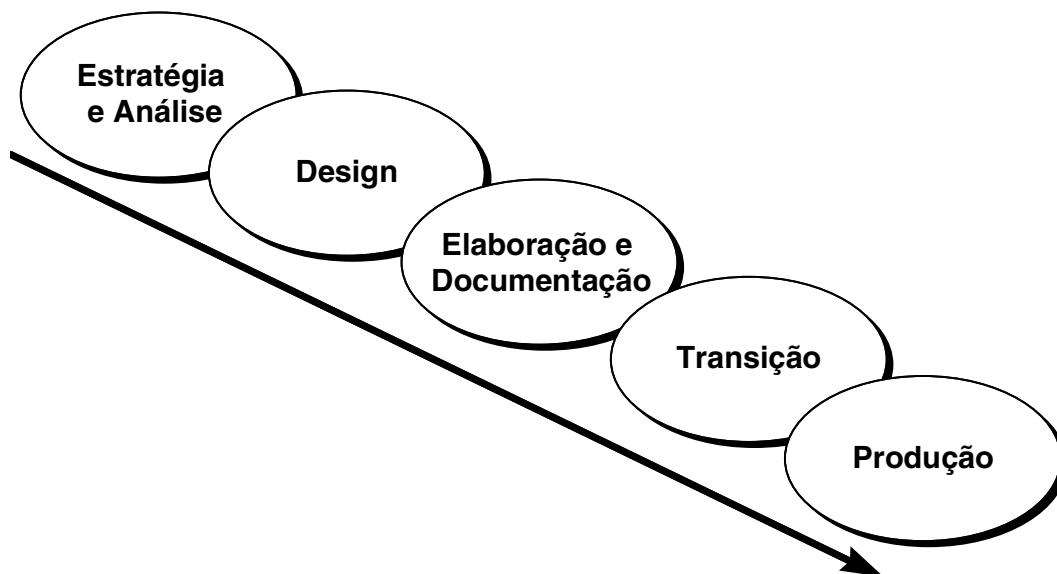 Estratégia
e Análise
Design
Elaboração e
Documentação
Transição
Produção